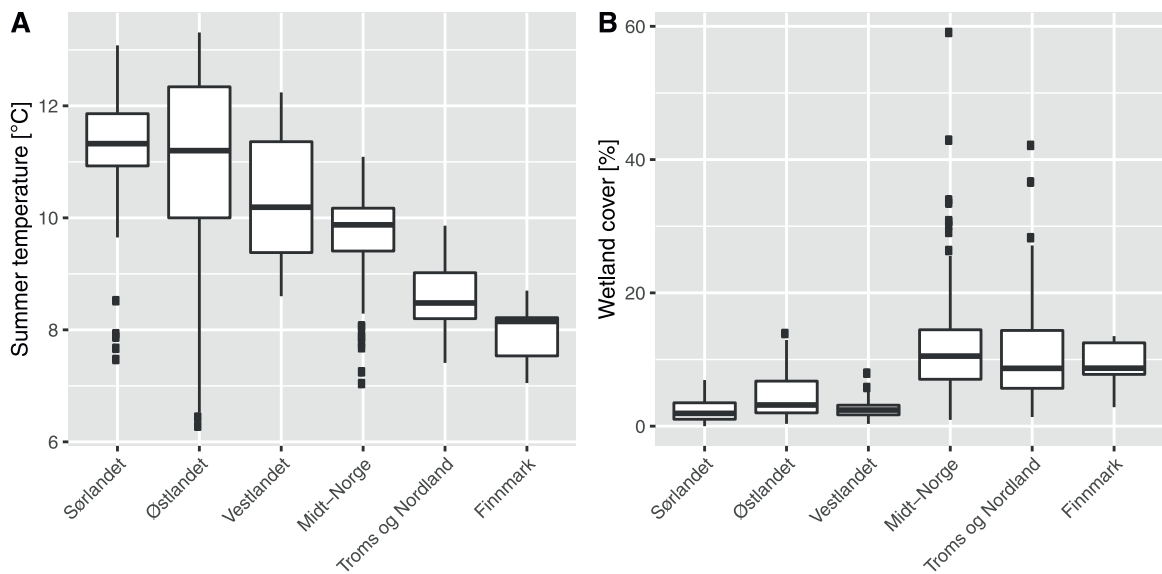 A
Summer temperature [°C]
12
10
8
6
Sørlandet
Østlandet
Vestlandet
Midt−Norge
Troms og Nordland
Finnmark
B
Wetland cover [%]
60
40
20
0
Sørlandet
Østlandet
Vestlandet
Midt−Norge
Troms og Nordland
Finnmark